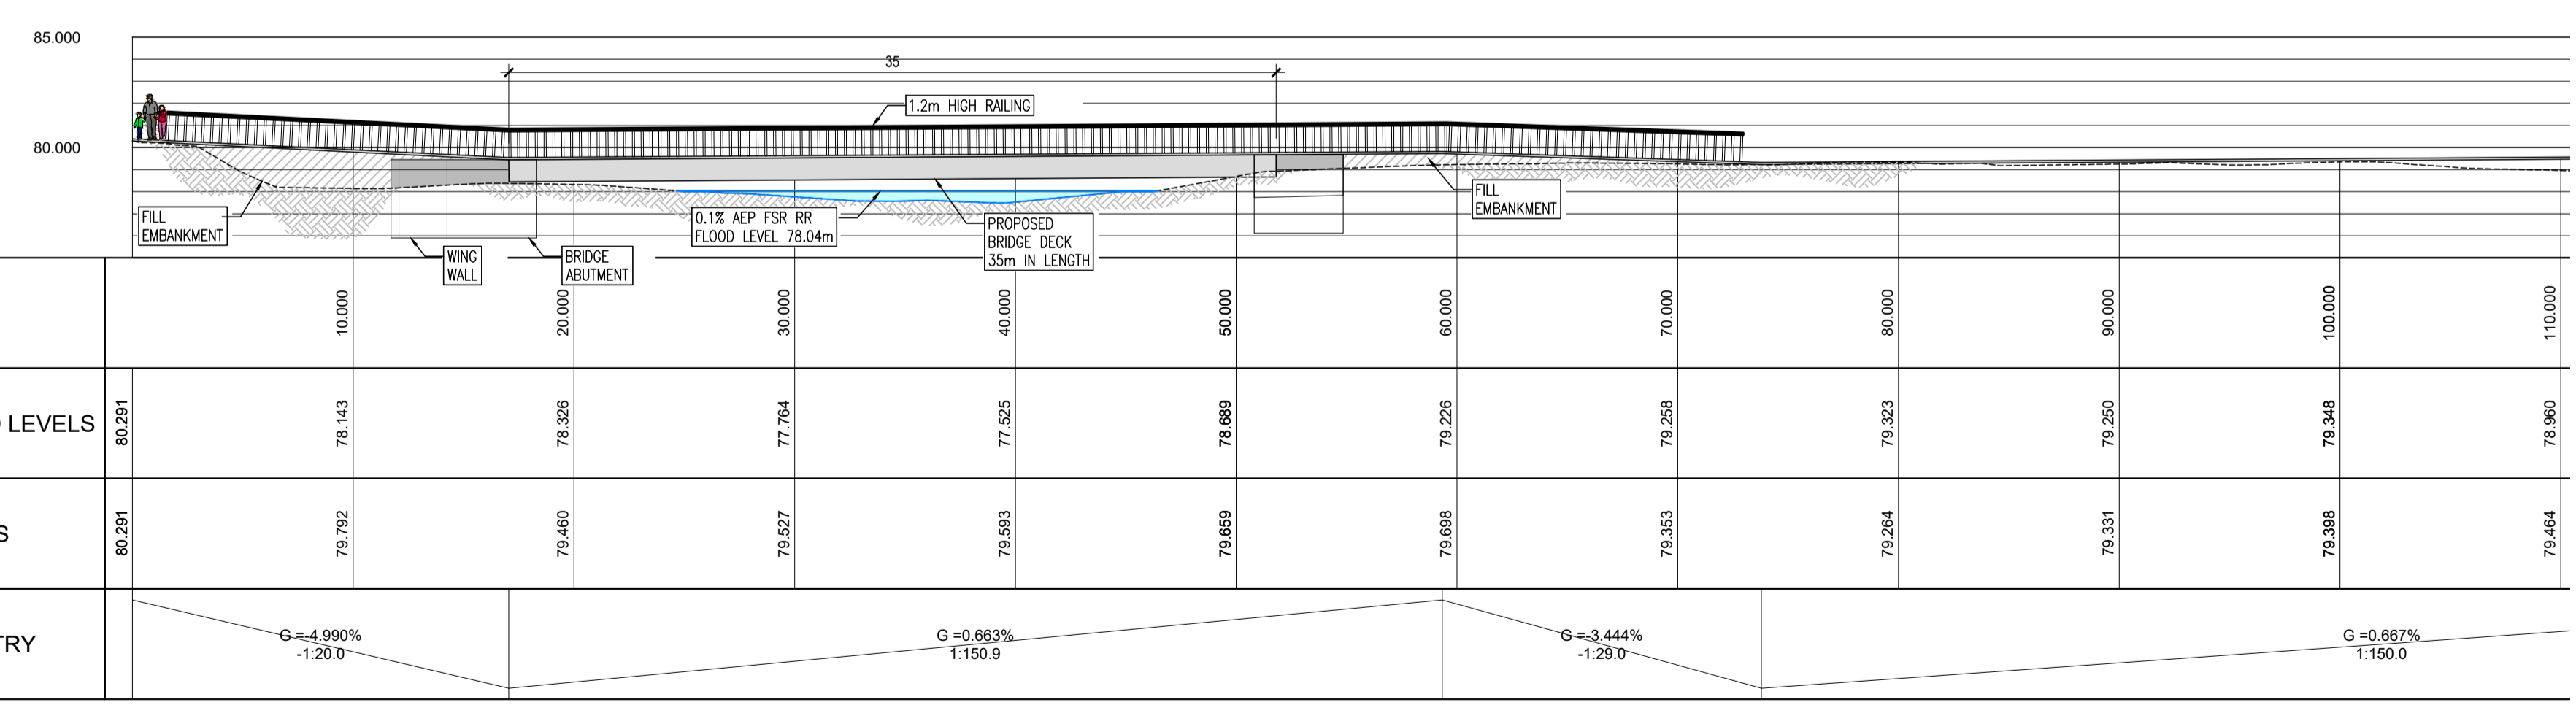 85.000
35
1.2m HIGH RAILING
80.000
FILL
EMBANKMENT
0.1% AEP FSR RR
FLOOD LEVEL 78.04m
PROPOSED
BRIDGE DECK
35m IN LENGTH
FILL
EMBANKMENT
WING
WALL
BRIDGE
ABUTMENT
10.000
20.000
30.000
40.000
50.000
60.000
70.000
80.000
90.000
100.000
110.000
LEVELS
80.291
78.143
78.326
77.764
77.525
78.689
79.226
79.258
79.323
79.250
79.348
78.960
S
80.291
79.792
79.460
79.527
79.593
79.659
79.698
79.353
79.264
79.331
79.398
79.464
TRY
G =-4.990%
-1:20.0
G =0.663%
1:150.9
G =-3.444%
-1:29.0
G =0.667%
1:150.0